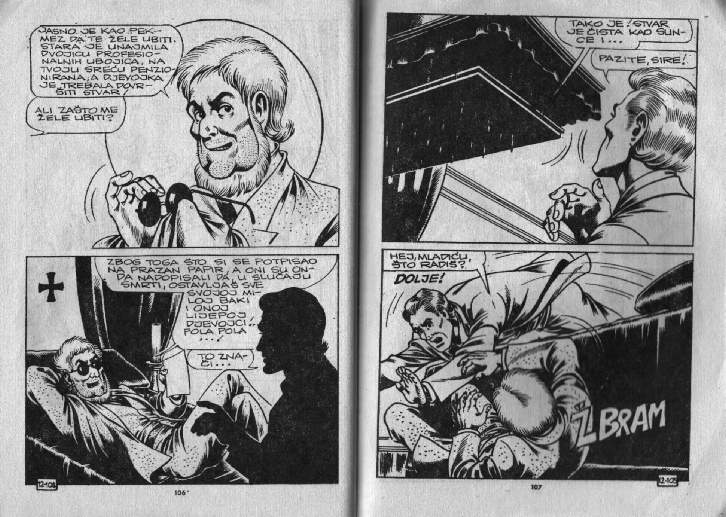 JASNO JE KAO PEK-
MEZ DA TE ŽELE UBITI.
STARA JE UNAJMILA
DVOJICU PROFESIO-
NALNIH UBOJICA, NA
TVOJU SREĆU PENZIO-
NIRANA, A DJEVOJKA
JE TREBALA DOVR-
ŠITI STVAR!
ALI ZAŠTO ME
ŽELE UBITI?
ZBOG TOGA ŠTO SI SE POTPISAO
NA PRAZAN PAPIR, A ONI SU ON-
DA NADOPISALI DA, U SLUČAJU
SMRTI, OSTAVLJAŠ SVE
SVOJOJ MI-
LOJ BAKI
I ONOJ
LIJEPOJ
DJEVOJCI!
POLA POLA
...!
TO ZNA-
ČI...
106
TAKO JE! STVAR
JE ČISTA KAO SUN-
CE I...
PAZITE, SIRE!
HEJ, MLADIĆU,
ŠTO RADIŠ?
DOLJE!
ZIBRAM
107